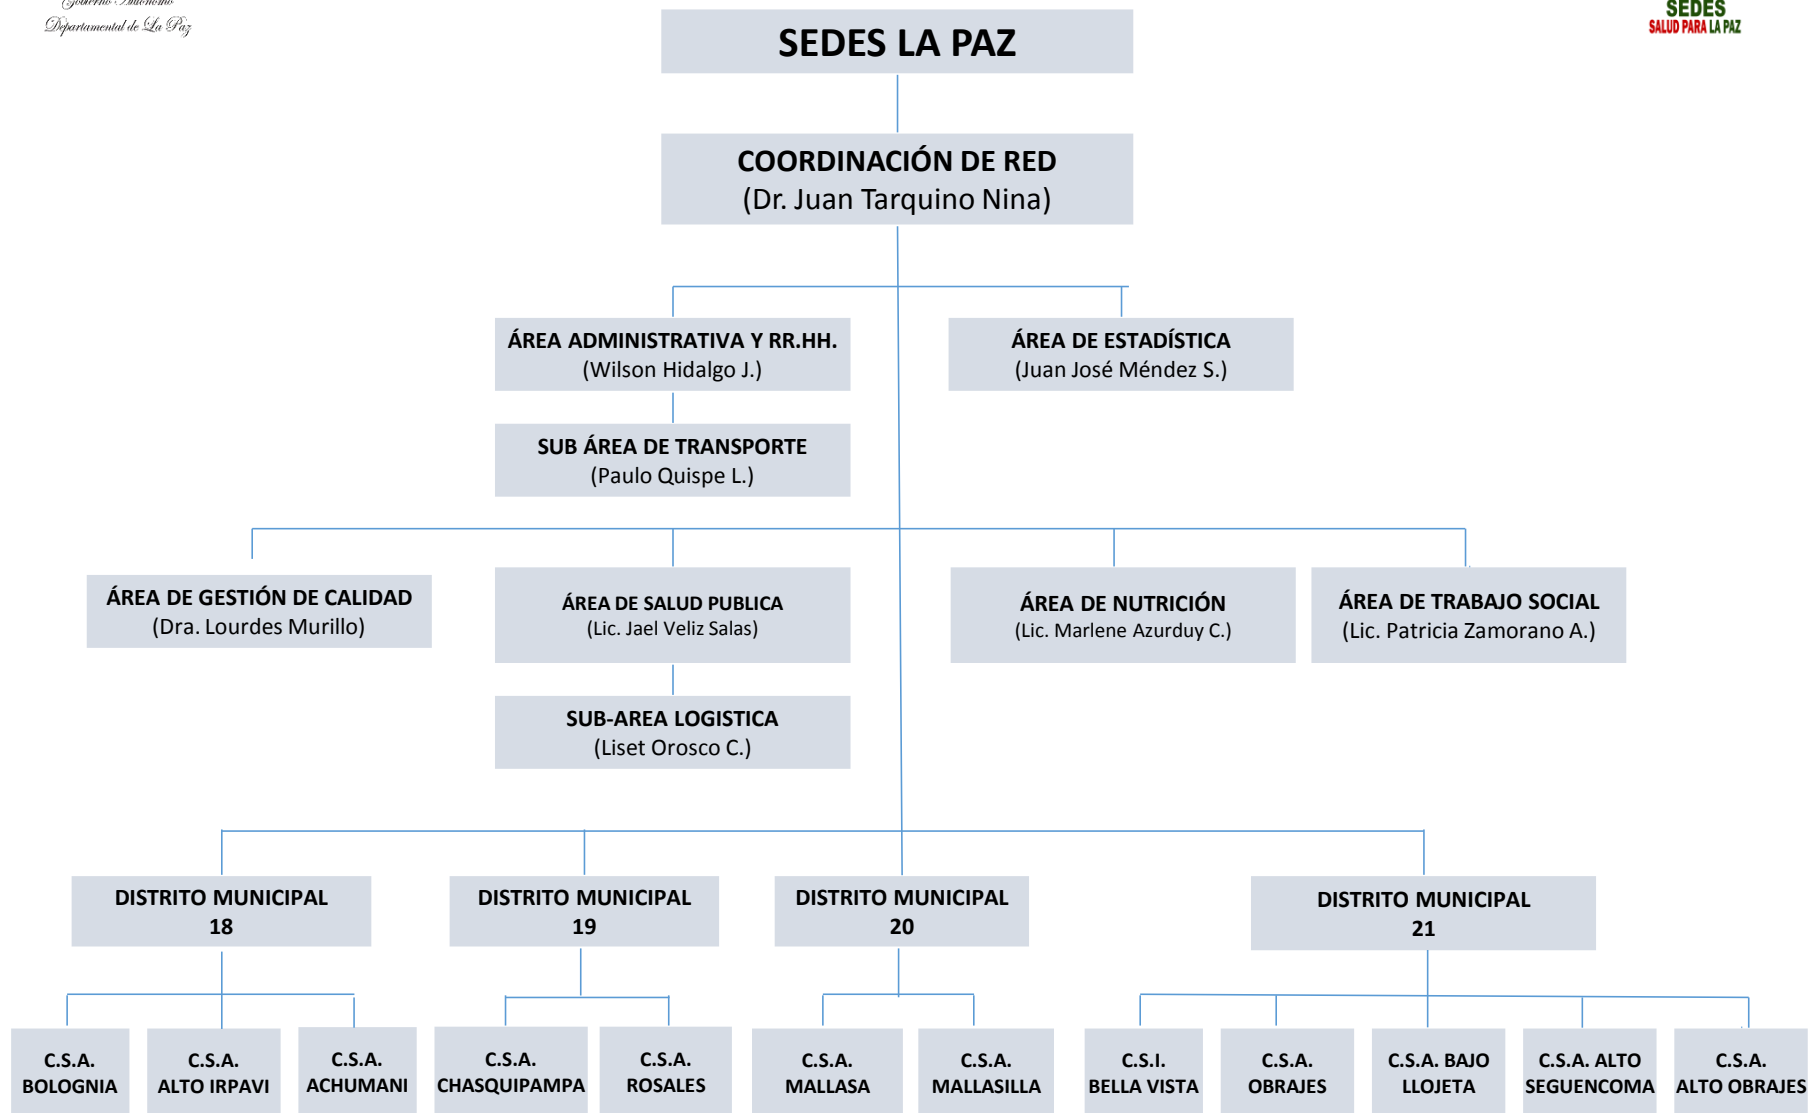 Gobierno Autónomo
Departamental de La Paz
SEDES
SALUD PARA LA PAZ
SEDES LA PAZ
COORDINACIÓN DE RED
(Dr. Juan Tarquino Nina)
ÁREA ADMINISTRATIVA Y RR.HH.
(Wilson Hidalgo J.)
ÁREA DE ESTADÍSTICA
(Juan José Méndez S.)
SUB ÁREA DE TRANSPORTE
(Paulo Quispe L.)
ÁREA DE GESTIÓN DE CALIDAD
(Dra. Lourdes Murillo)
ÁREA DE SALUD PUBLICA
(Lic. Jael Veliz Salas)
ÁREA DE NUTRICIÓN
(Lic. Marlene Azurduy C.)
ÁREA DE TRABAJO SOCIAL
(Lic. Patricia Zamorano A.)
SUB-AREA LOGISTICA
(Liset Orosco C.)
DISTRITO MUNICIPAL
18
DISTRITO MUNICIPAL
19
DISTRITO MUNICIPAL
20
DISTRITO MUNICIPAL
21
C.S.A.
BOLOGNIA
C.S.A.
ALTO IRPAVI
C.S.A.
ACHUMANI
C.S.A.
CHASQUIPAMPA
C.S.A.
ROSALES
C.S.A.
MALLASA
C.S.A.
MALLASILLA
C.S.I.
BELLA VISTA
C.S.A.
OBRAJES
C.S.A. BAJO
LLOJETA
C.S.A. ALTO
SEGUENCOMA
C.S.A.
ALTO OBRAJES